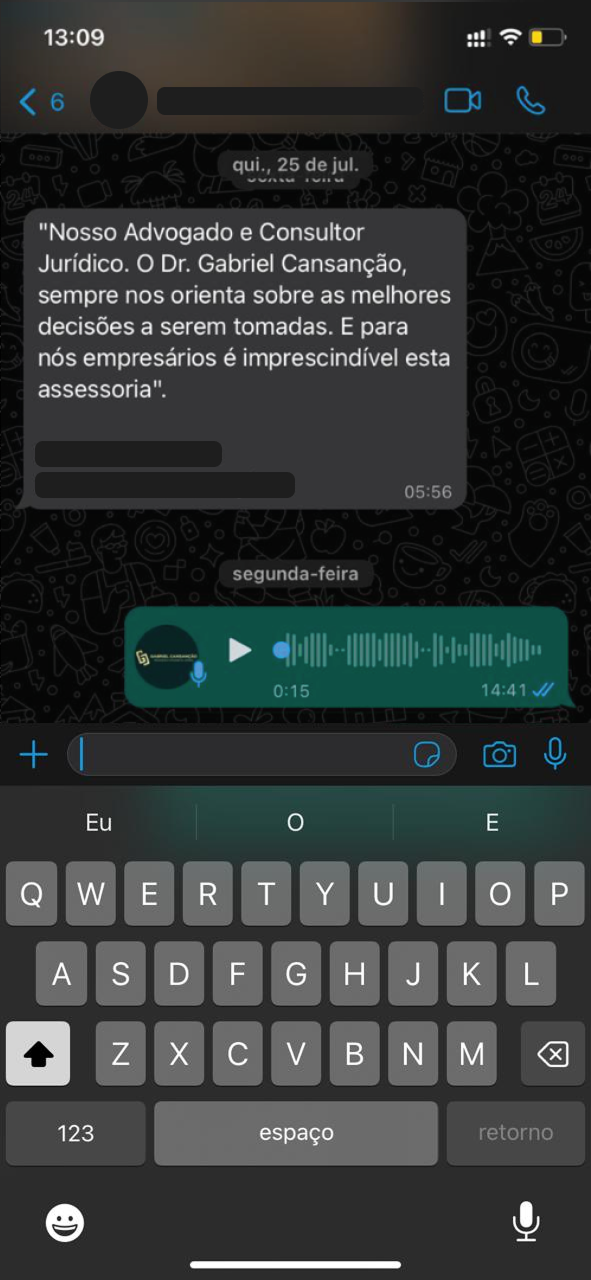 13:09
6
qui., 25 de jul.
sexta-feira
"Nosso Advogado e Consultor
Jurídico. O Dr. Gabriel Cansanção,
sempre nos orienta sobre as melhores
decisões a serem tomadas. E para
nós empresários é imprescindível esta
assessoria".
05:56
segunda-feira
GABRIEL CANSANÇÃO
0:15
14:41
Eu O E
Q W E R T Y U I O P
A S D F G H J K L
Z X C V B N M
123 espaço retorno